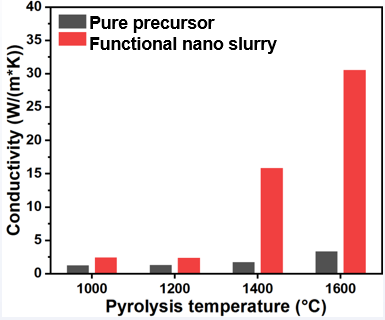 Pure precursor
Functional nano slurry
Conductivity (W/(m*K))
40
35
30
25
20
15
10
5
0
1000 1200 1400 1600
Pyrolysis temperature (°C)